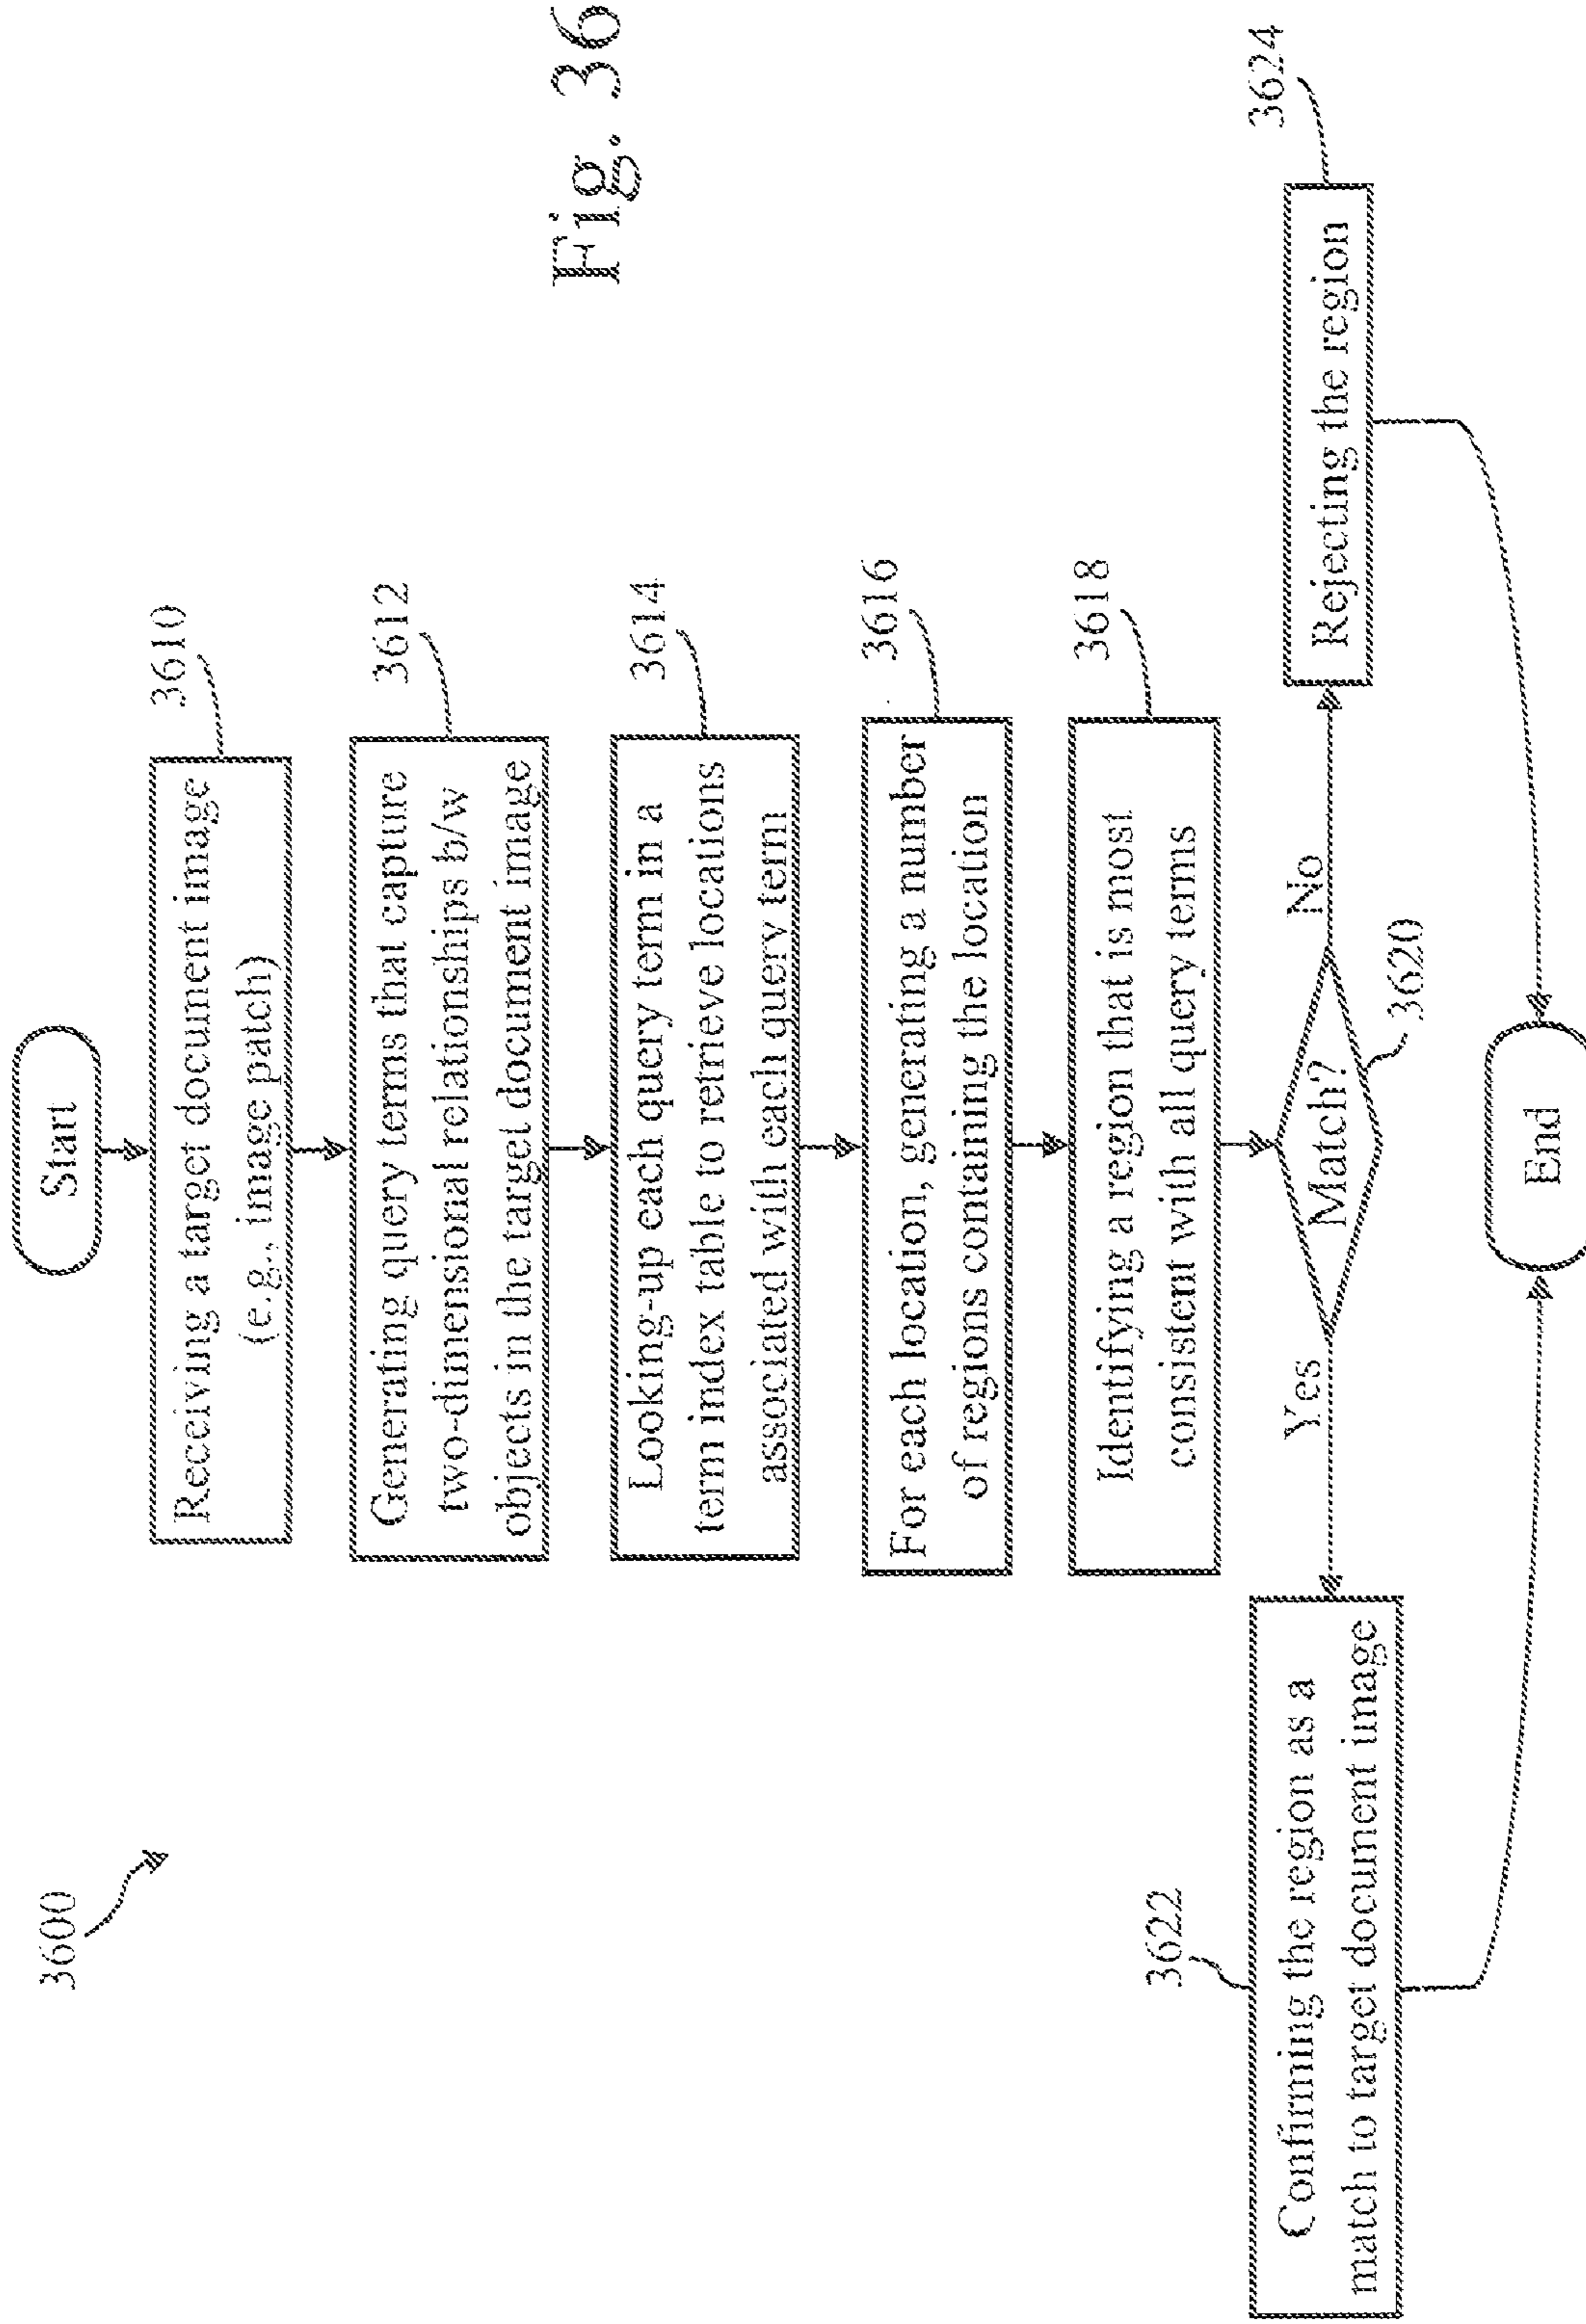 3600
Start
3610
Receiving a target document image
(e.g., image patch)
3612
Generating query terms that capture
two-dimensional relationships b/w
objects in the target document image
3614
Looking-up each query term in a
term index table to retrieve locations
associated with each query term
3616
For each location, generating a number
of regions containing the location
3618
Identifying a region that is most
consistent with all query terms
Match?
3620
Yes
No
3622
Confirming the region as a
match to target document image
3624
Rejecting the region
End
Fig. 36